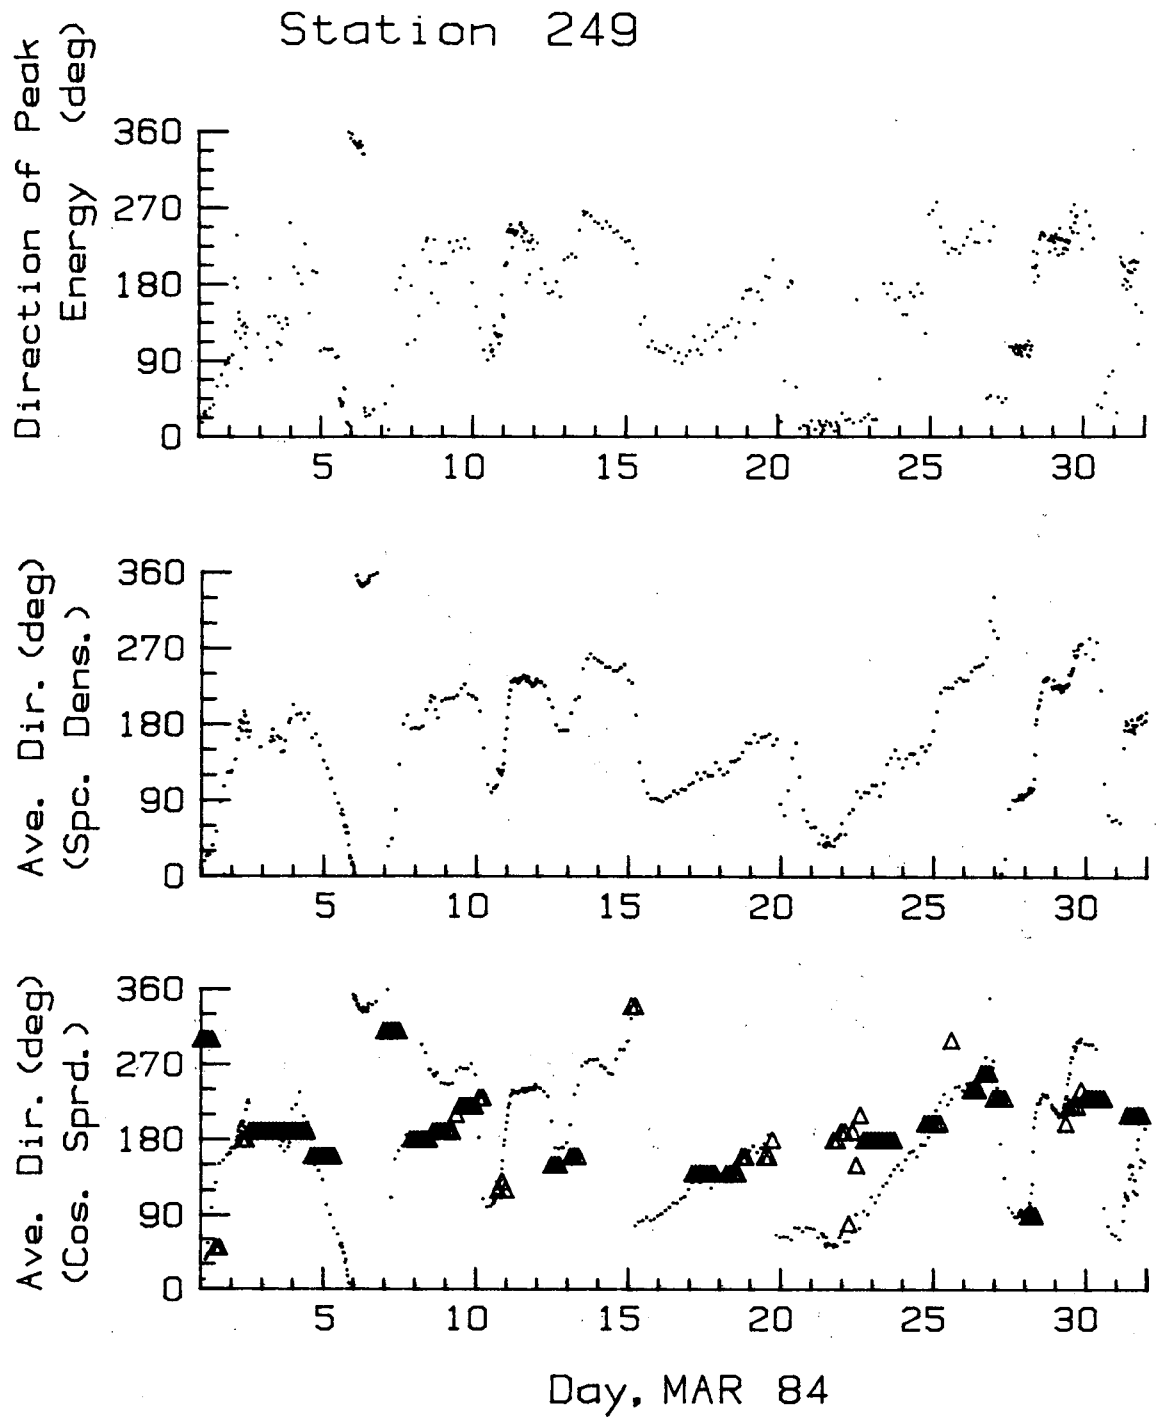 Station 249
Direction of Peak
Energy (deg)
360
270
180
90
0
5 10 15 20 25 30
Ave. Dir. (deg)
(Spc. Dens.)
360
270
180
90
0
5 10 15 20 25 30
Ave. Dir. (deg)
(Cos. Sprd.)
360
270
180
90
0
5 10 15 20 25 30
Day, MAR 84